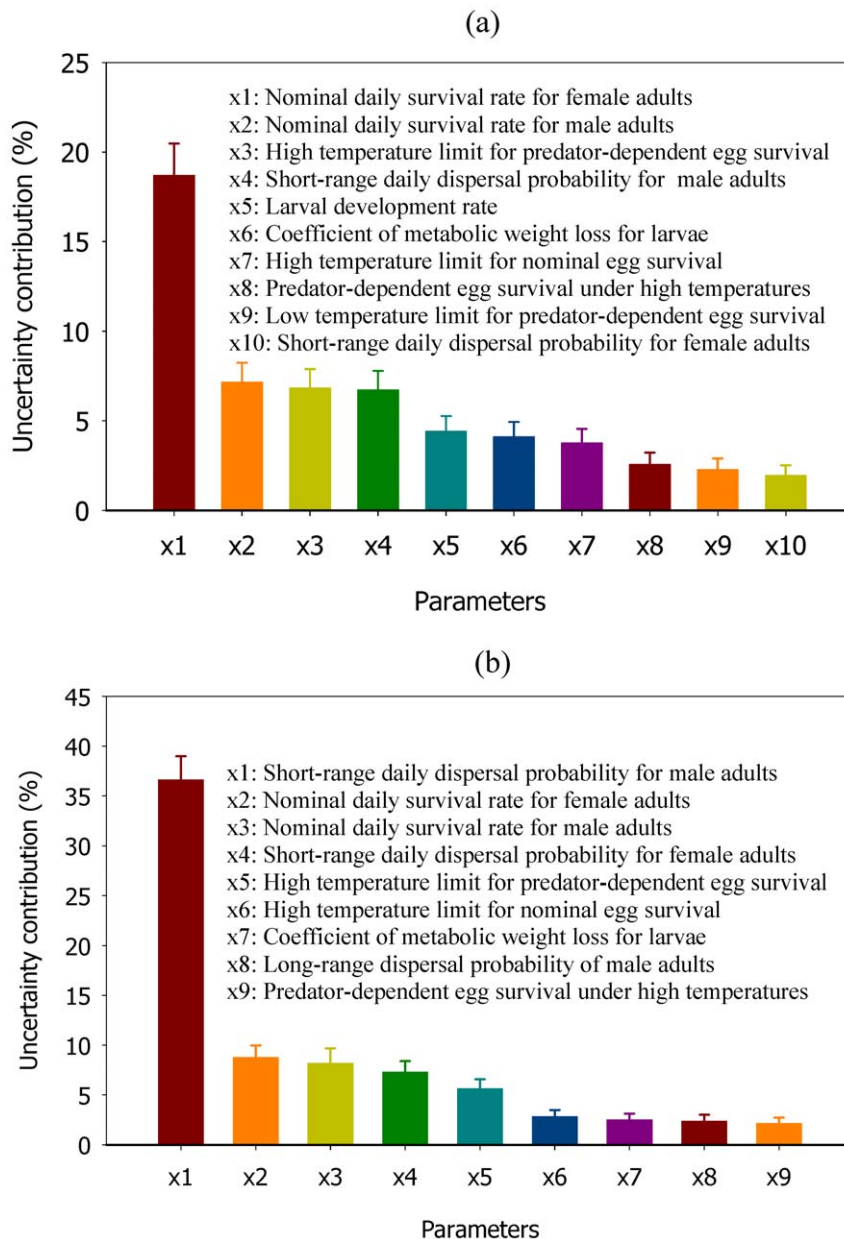 (a)
Uncertainty contribution (%)
25
20
15
10
5
0
x1: Nominal daily survival rate for female adults
x2: Nominal daily survival rate for male adults
x3: High temperature limit for predator-dependent egg survival
x4: Short-range daily dispersal probability for male adults
x5: Larval development rate
x6: Coefficient of metabolic weight loss for larvae
x7: High temperature limit for nominal egg survival
x8: Predator-dependent egg survival under high temperatures
x9: Low temperature limit for predator-dependent egg survival
x10: Short-range daily dispersal probability for female adults
x1 x2 x3 x4 x5 x6 x7 x8 x9 x10
Parameters
(b)
Uncertainty contribution (%)
45
40
35
30
25
20
15
10
5
0
x1: Short-range daily dispersal probability for male adults
x2: Nominal daily survival rate for female adults
x3: Nominal daily survival rate for male adults
x4: Short-range daily dispersal probability for female adults
x5: High temperature limit for predator-dependent egg survival
x6: High temperature limit for nominal egg survival
x7: Coefficient of metabolic weight loss for larvae
x8: Long-range dispersal probability of male adults
x9: Predator-dependent egg survival under high temperatures
x1 x2 x3 x4 x5 x6 x7 x8 x9
Parameters